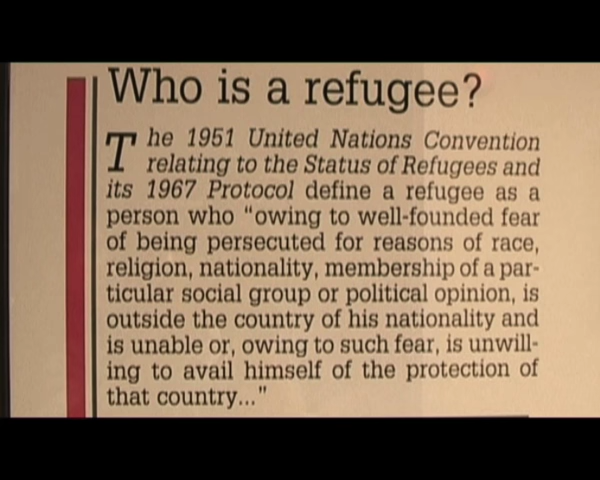 Who is a refugee?
The 1951 United Nations Convention
relating to the Status of Refugees and
its 1967 Protocol define a refugee as a
person who "owing to well-founded fear
of being persecuted for reasons of race,
religion, nationality, membership of a par-
ticular social group or political opinion, is
outside the country of his nationality and
is unable or, owing to such fear, is unwill-
ing to avail himself of the protection of
that country..."